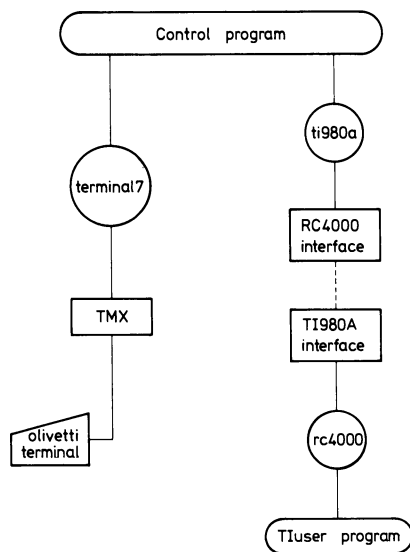 Control program
ti980a
terminal7
RC4000
interface
TMX
TI980A
interface
olivetti
terminal
rc4000
TIuser program